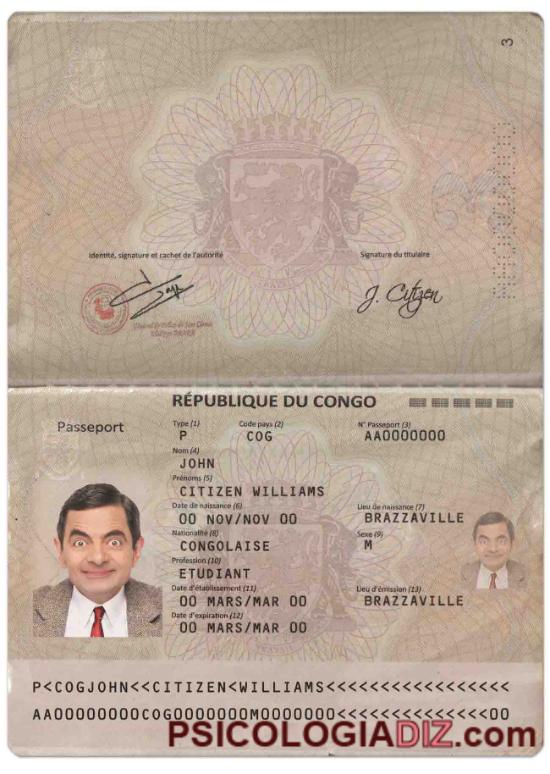 3
Identité, signature et cachet de l'autorité
Signature du titulaire
J. Citizen
RÉPUBLIQUE DU CONGO
Passeport
Type (1) Code pays (2) N° Passeport (3)
P COG AA0000000
Nom (4)
JOHN
Prénoms (5)
CITIZEN WILLIAMS
Date de naissance (6) Lieu de naissance (7)
00 NOV/NOV 00 BRAZZAVILLE
Nationalité (8) Sexe (9)
CONGOLAISE M
Profession (10)
ETUDIANT
Date d'établissement (11) Lieu d'émission (13)
00 MARS/MAR 00 BRAZZAVILLE
Date d'expiration (12)
00 MARS/MAR 00
P<COGJOHN<<CITIZEN<WILLIAMS<<<<<<<<<<<<<<<<<
AA00000000COG0000000M0000000<<<<<<<<<<<<<<00
PSICOLOGIADIZ.com